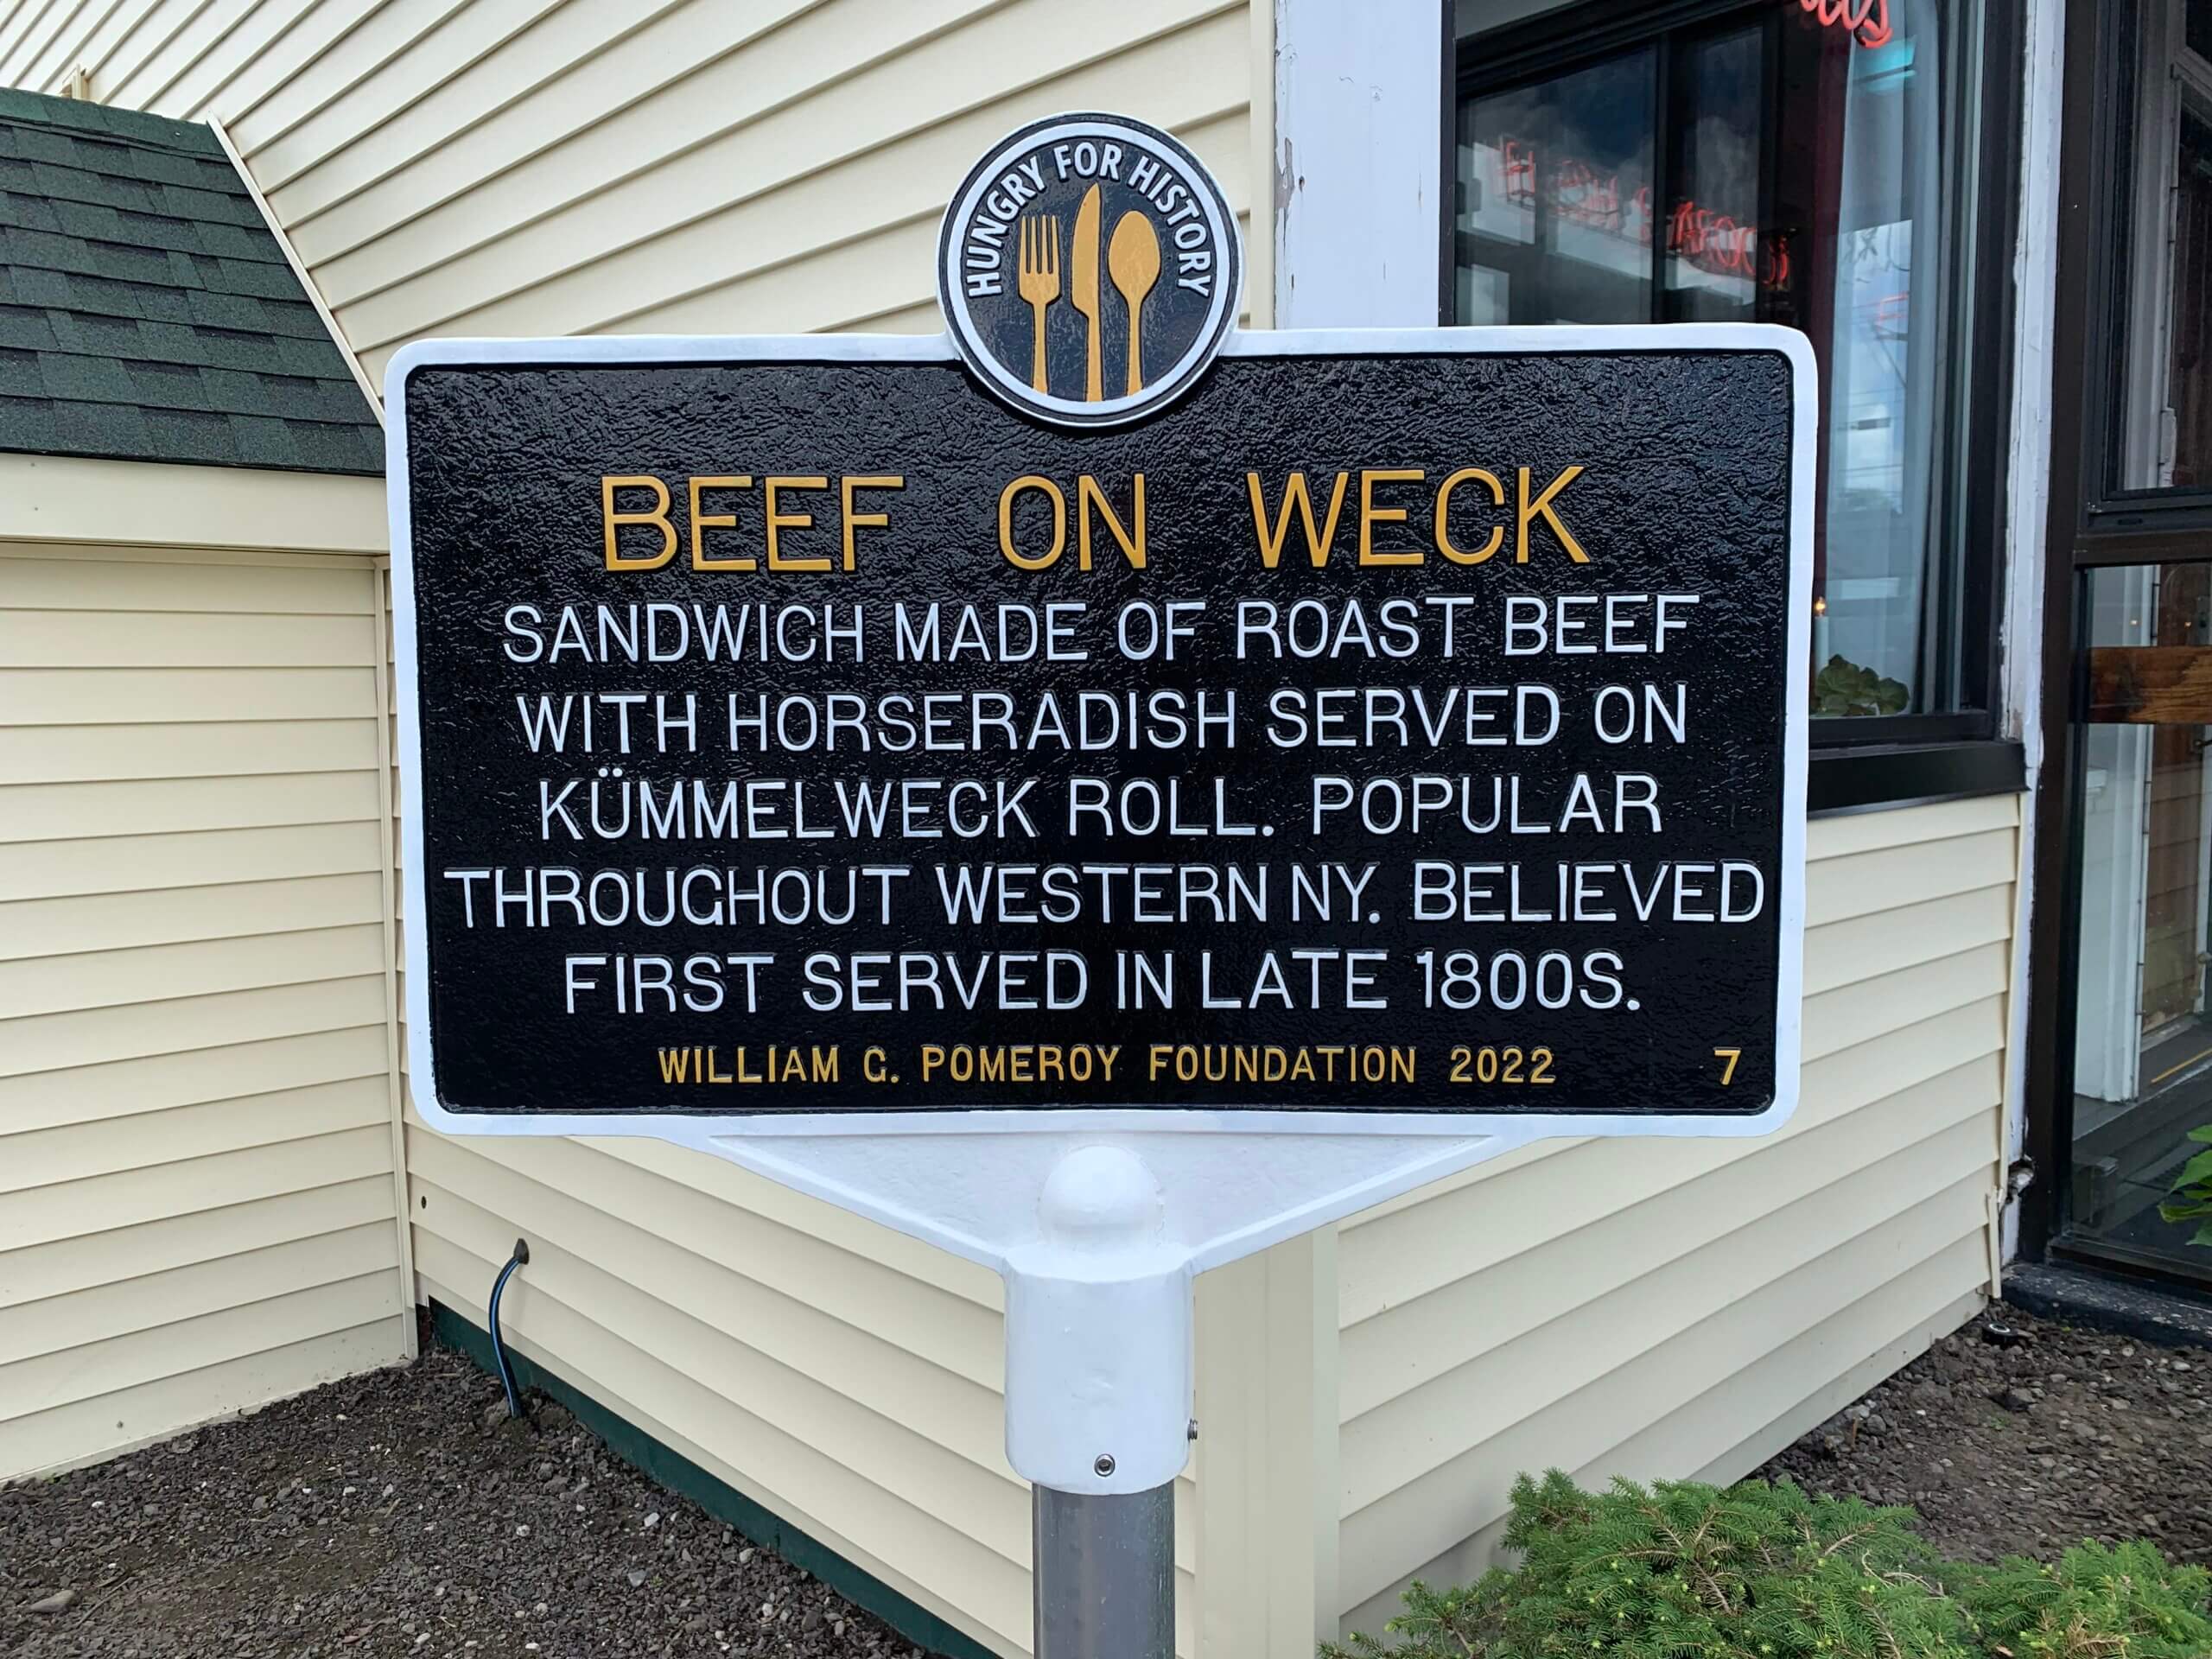 HUNGRY FOR HISTORY
BEEF ON WECK
SANDWICH MADE OF ROAST BEEF
WITH HORSERADISH SERVED ON
KÜMMELWECK ROLL. POPULAR
THROUGHOUT WESTERN NY. BELIEVED
FIRST SERVED IN LATE 1800S.
WILLIAM G. POMEROY FOUNDATION 2022 7